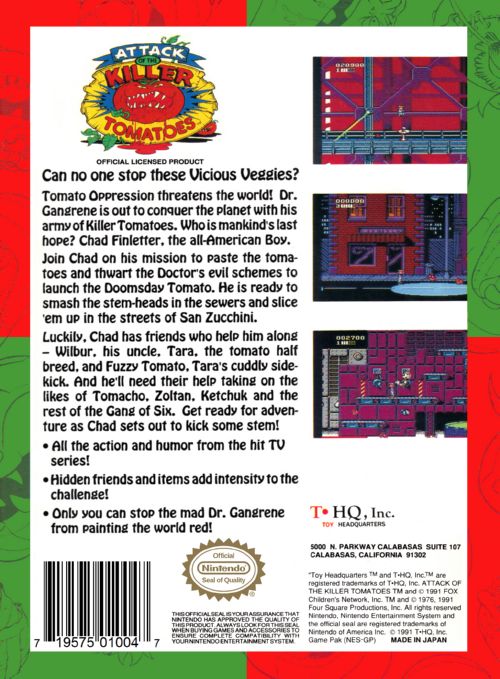 ATTACK
OF THE
KILLER
TOMATOES
OFFICIAL LICENSED PRODUCT
Can no one stop these Vicious Veggies?
Tomato Oppression threatens the world! Dr.
Gangrene is out to conquer the planet with his
army of Killer Tomatoes. Who is mankind's last
hope? Chad Finletter, the all-American Boy.
Join Chad on his mission to paste the toma-
toes and thwart the Doctor's evil schemes to
launch the Doomsday Tomato. He is ready to
smash the stem-heads in the sewers and slice
'em up in the streets of San Zucchini.
Luckily, Chad has friends who help him along
– Wilbur, his uncle, Tara, the tomato half
breed, and Fuzzy Tomato, Tara's cuddly side-
kick. And he'll need their help taking on the
likes of Tomacho, Zoltan, Ketchuk and the
rest of the Gang of Six. Get ready for adven-
ture as Chad sets out to kick some stem!
• All the action and humor from the hit TV
series!
• Hidden friends and items add intensity to the
challenge!
• Only you can stop the mad Dr. Gangrene
from painting the world red!
020900
000000
002700
T•HQ, Inc.
TOY HEADQUARTERS
5000 N. PARKWAY CALABASAS SUITE 107
CALABASAS, CALIFORNIA 91302
"Toy Headquarters ™ and T•HQ, Inc.™ are
registered trademarks of T•HQ, Inc. ATTACK OF
THE KILLER TOMATOES TM and © 1991 FOX
Children's Network, Inc. TM and © 1976, 1991
Four Square Productions, Inc. All rights reserved
Nintendo, Nintendo Entertainment System and
the official seal are registered trademarks of
Nintendo of America Inc. © 1991 T•HQ, Inc.
Game Pak (NES-GP) MADE IN JAPAN
Official
Nintendo
Seal of Quality
THIS OFFICIAL SEAL IS YOUR ASSURANCE THAT
NINTENDO HAS APPROVED THE QUALITY OF
THIS PRODUCT. ALWAYS LOOK FOR THIS SEAL
WHEN BUYING GAMES AND ACCESSORIES TO
ENSURE COMPLETE COMPATIBILITY WITH
YOUR NINTENDO ENTERTAINMENT SYSTEM.
7 19575 01004 7